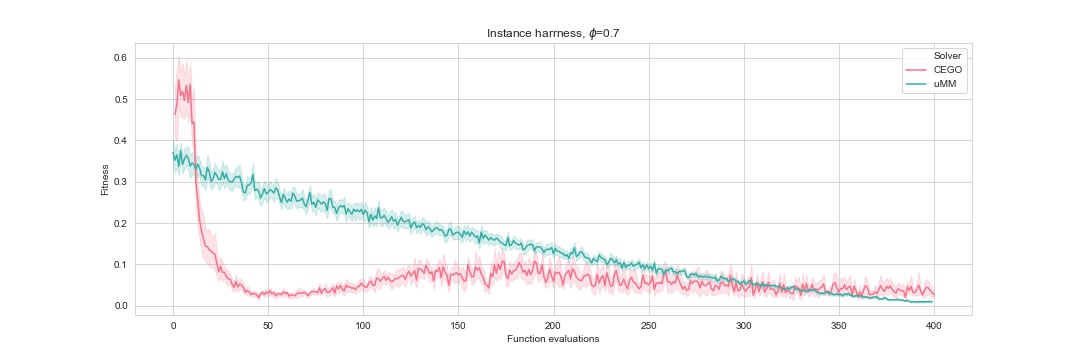 Instance harrness, ϕ=0.7
Fitness
0.6
0.5
0.4
0.3
0.2
0.1
0.0
Solver
CEGO
uMM
0 50 100 150 200 250 300 350 400
Function evaluations